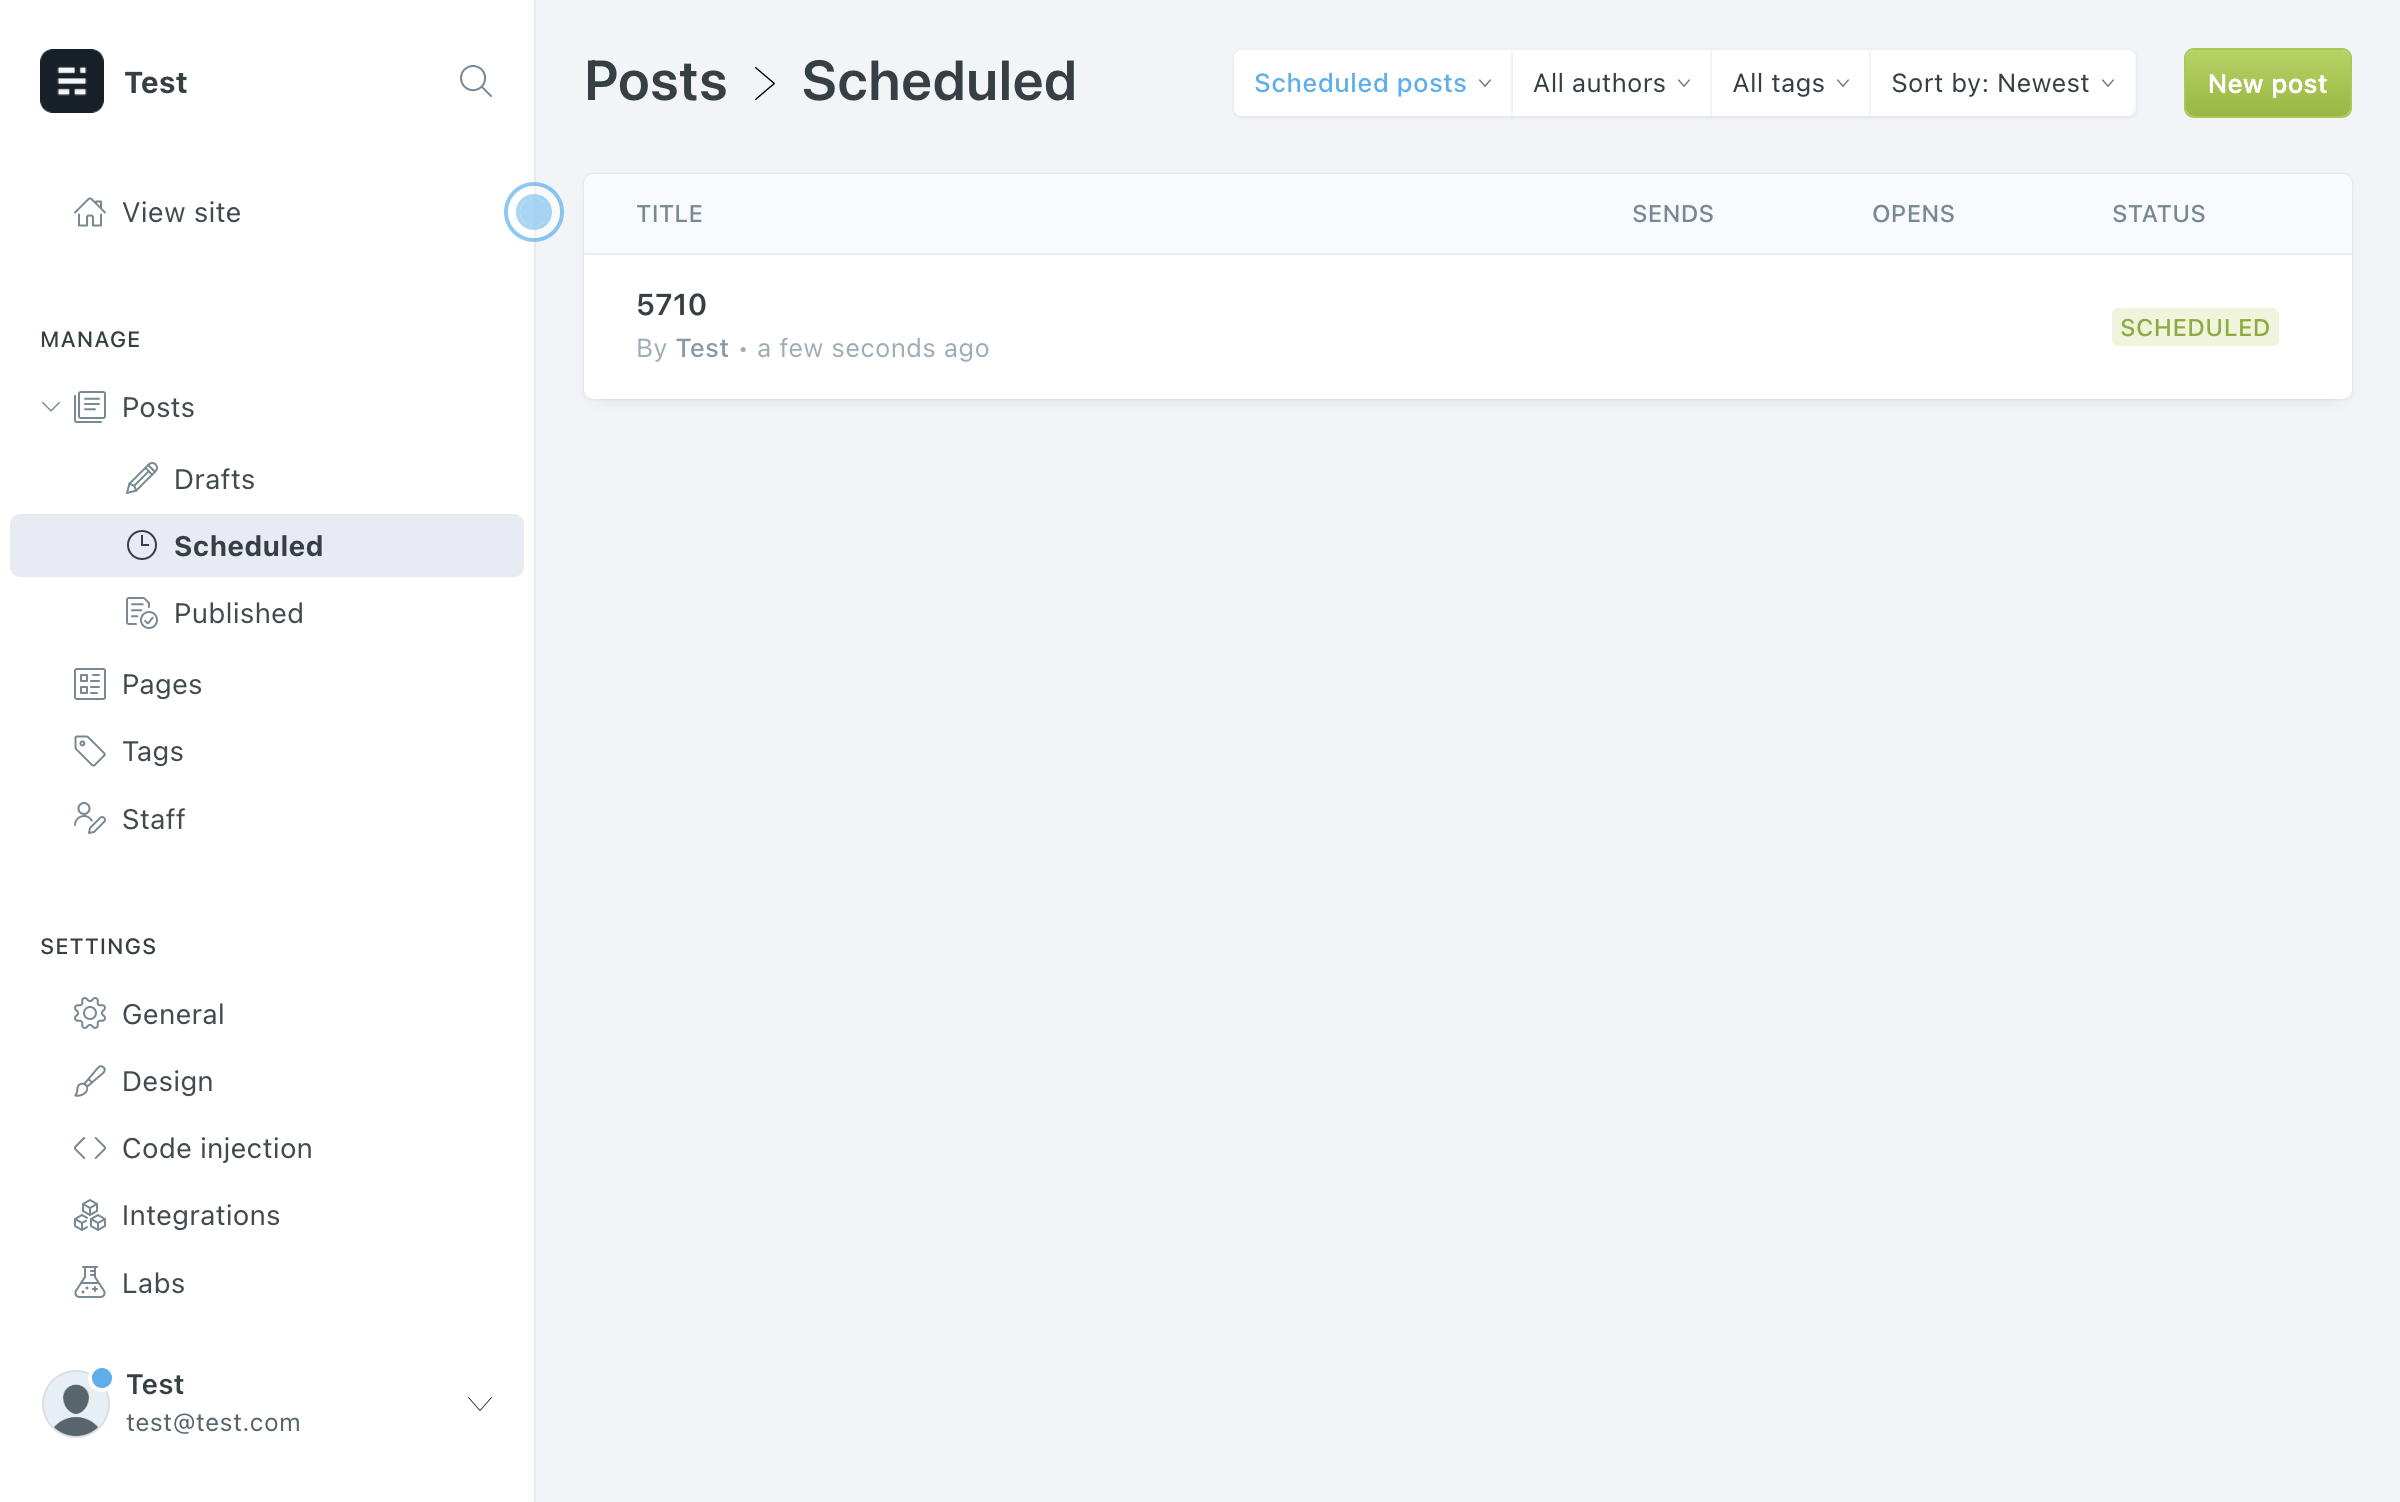 Test
View site
MANAGE
Posts
Drafts
Scheduled
Published
Pages
Tags
Staff
SETTINGS
General
Design
Code injection
Integrations
Labs
Test
test@test.com
Posts > Scheduled
Scheduled posts
All authors
All tags
Sort by: Newest
New post
TITLE SENDS OPENS STATUS
5710
By Test • a few seconds ago
SCHEDULED